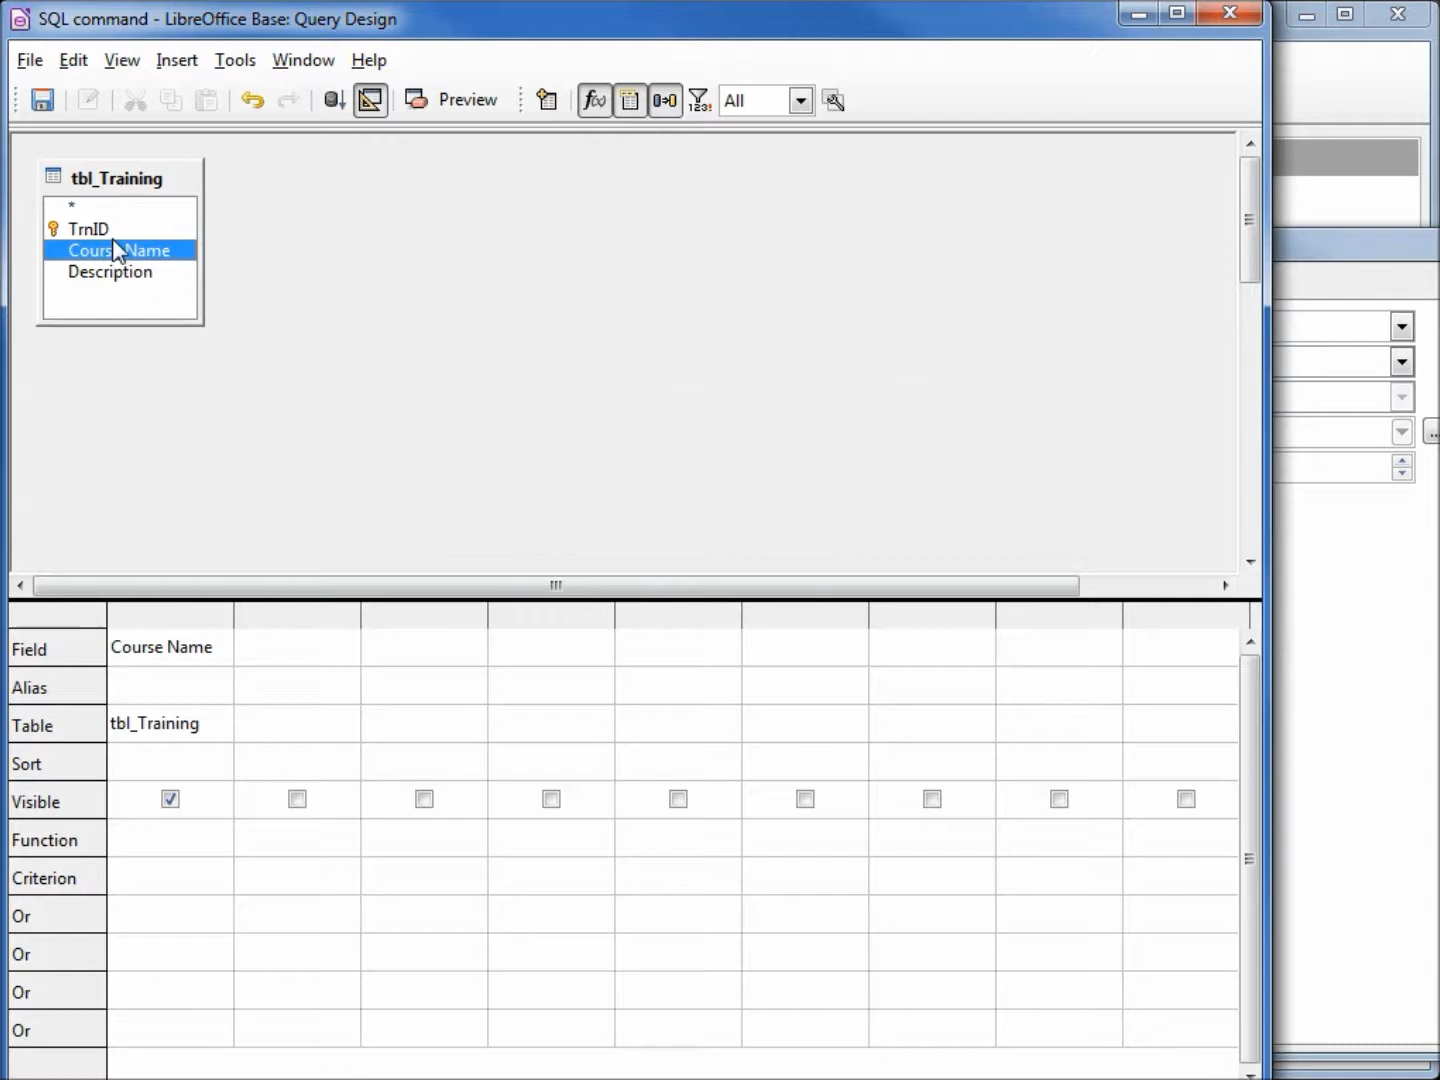 SQL command - LibreOffice Base: Query Design
File Edit View Insert Tools Window Help
Preview All
tbl_Training
*
TrnID
Course Name
Description
Field Course Name
Alias
Table tbl_Training
Sort
Visible
Function
Criterion
Or
Or
Or
Or